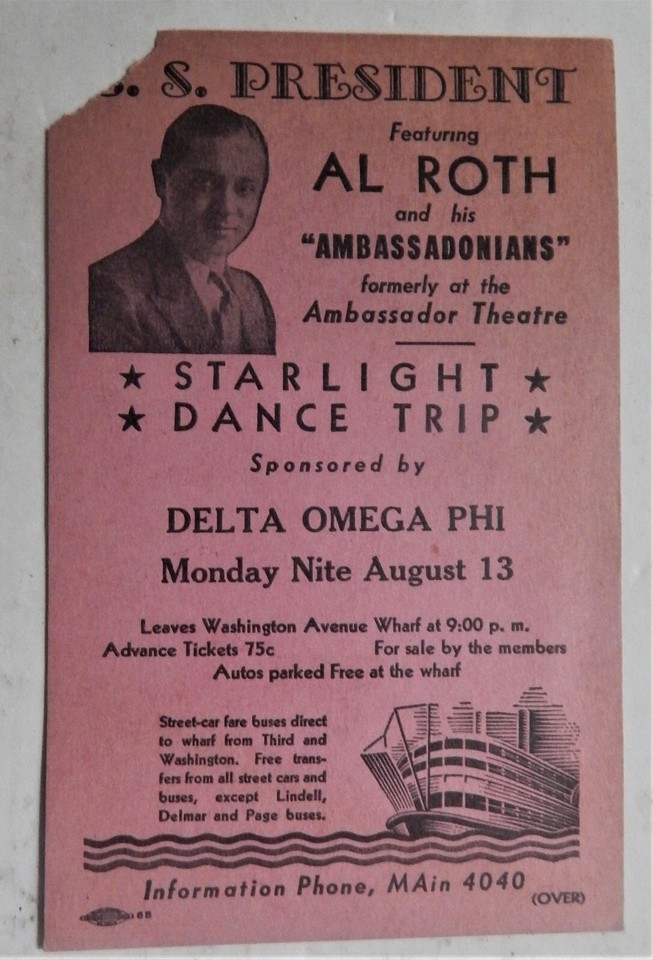 S. S. PRESIDENT
Featuring
AL ROTH
and his
"AMBASSADONIANS"
formerly at the
Ambassador Theatre
★ STARLIGHT ★
★ DANCE TRIP ★
Sponsored by
DELTA OMEGA PHI
Monday Nite August 13
Leaves Washington Avenue Wharf at 9:00 p. m.
Advance Tickets 75c For sale by the members
Autos parked Free at the wharf
Street-car fare buses direct
to wharf from Third and
Washington. Free trans-
fers from all street cars and
buses, except Lindell,
Delmar and Page buses.
Information Phone, MAin 4040
(OVER)